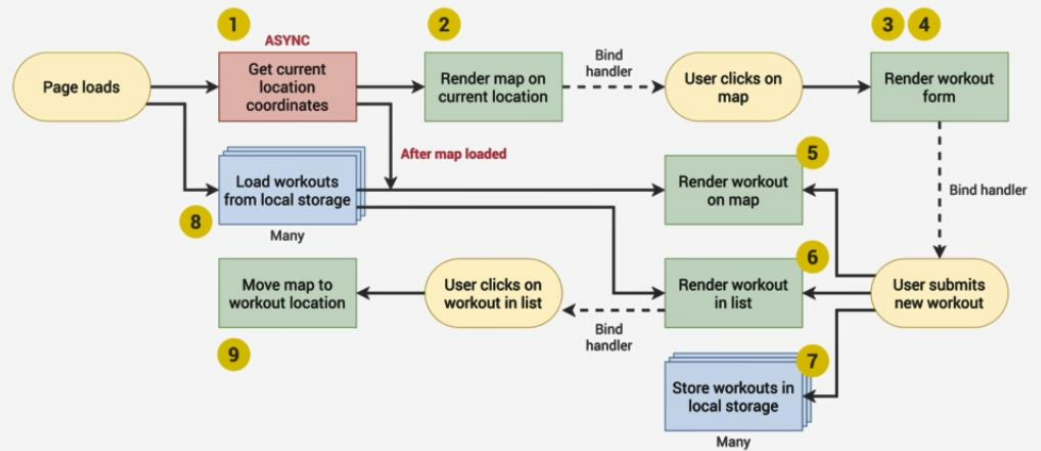 1
ASYNC
2
3 4
Page loads
Get current
location
coordinates
Render map on
current location
Bind
handler
User clicks on
map
Render workout
form
After map loaded
5
Load workouts
from local storage
Render workout
on map
Bind handler
8
Many
6
Move map to
workout location
User clicks on
workout in list
Render workout
in list
User submits
new workout
Bind
handler
9
7
Store workouts in
local storage
Many